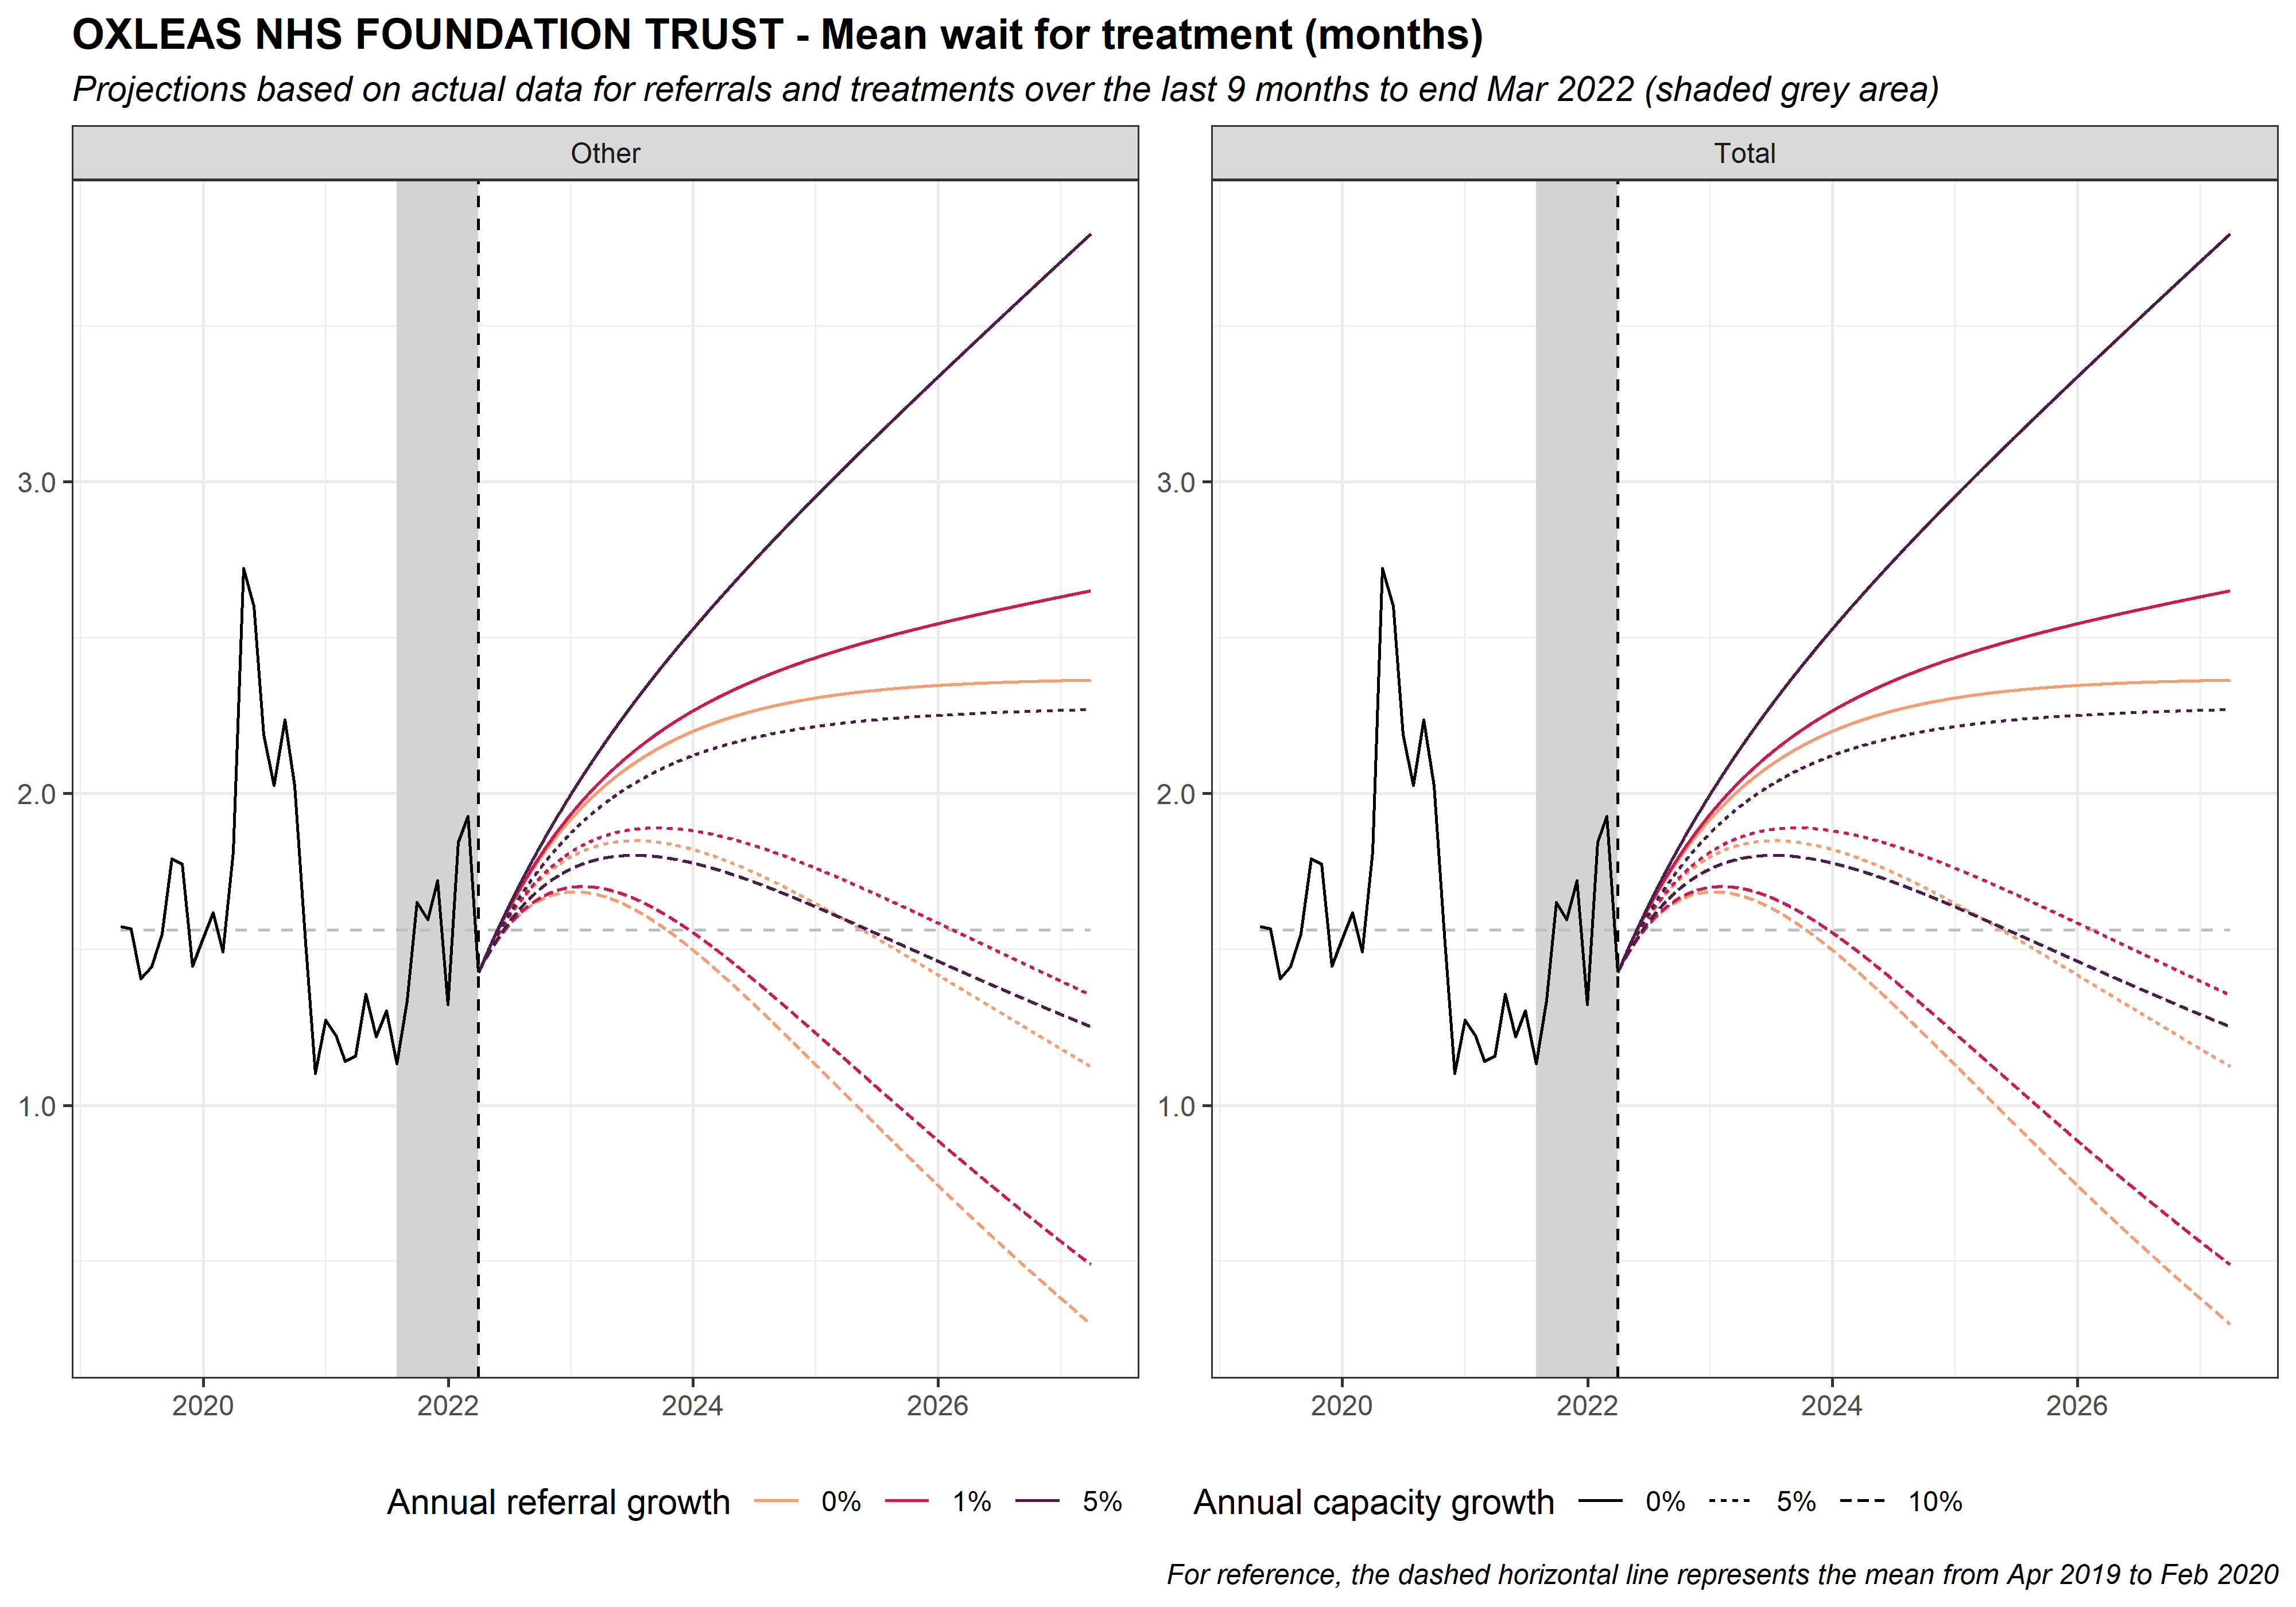 OXLEAS NHS FOUNDATION TRUST - Mean wait for treatment (months)
Projections based on actual data for referrals and treatments over the last 9 months to end Mar 2022 (shaded grey area)
Other
Total
3.0
2.0
1.0
3.0
2.0
1.0
2020 2022 2024 2026
2020 2022 2024 2026
Annual referral growth 0% 1% 5%
Annual capacity growth 0% 5% 10%
For reference, the dashed horizontal line represents the mean from Apr 2019 to Feb 2020